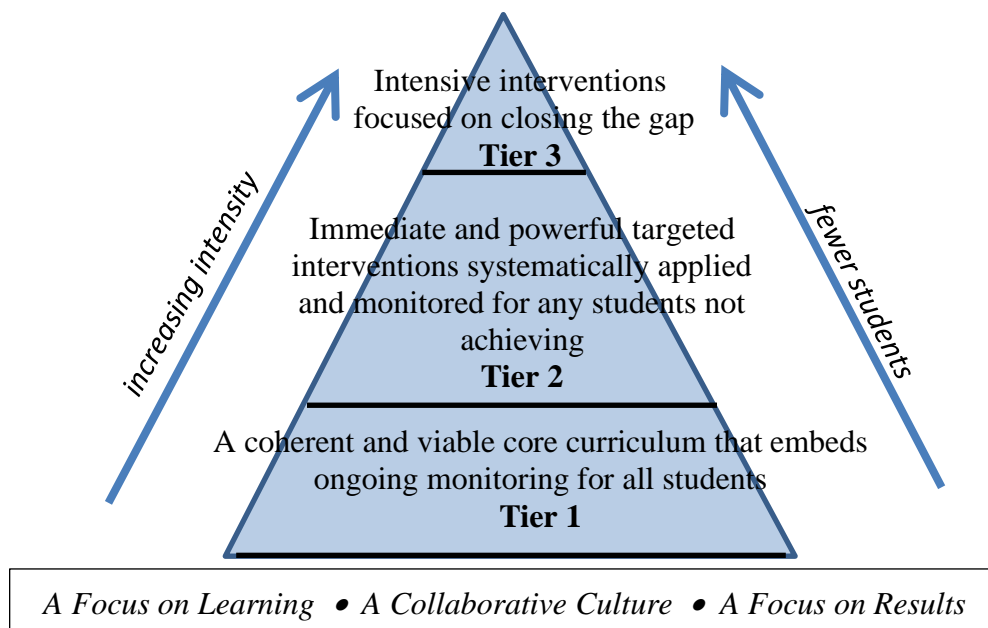 Intensive interventions
focused on closing the gap
Tier 3
increasing intensity
fewer students
Immediate and powerful targeted
interventions systematically applied
and monitored for any students not
achieving
Tier 2
A coherent and viable core curriculum that embeds
ongoing monitoring for all students
Tier 1
A Focus on Learning ● A Collaborative Culture ● A Focus on Results